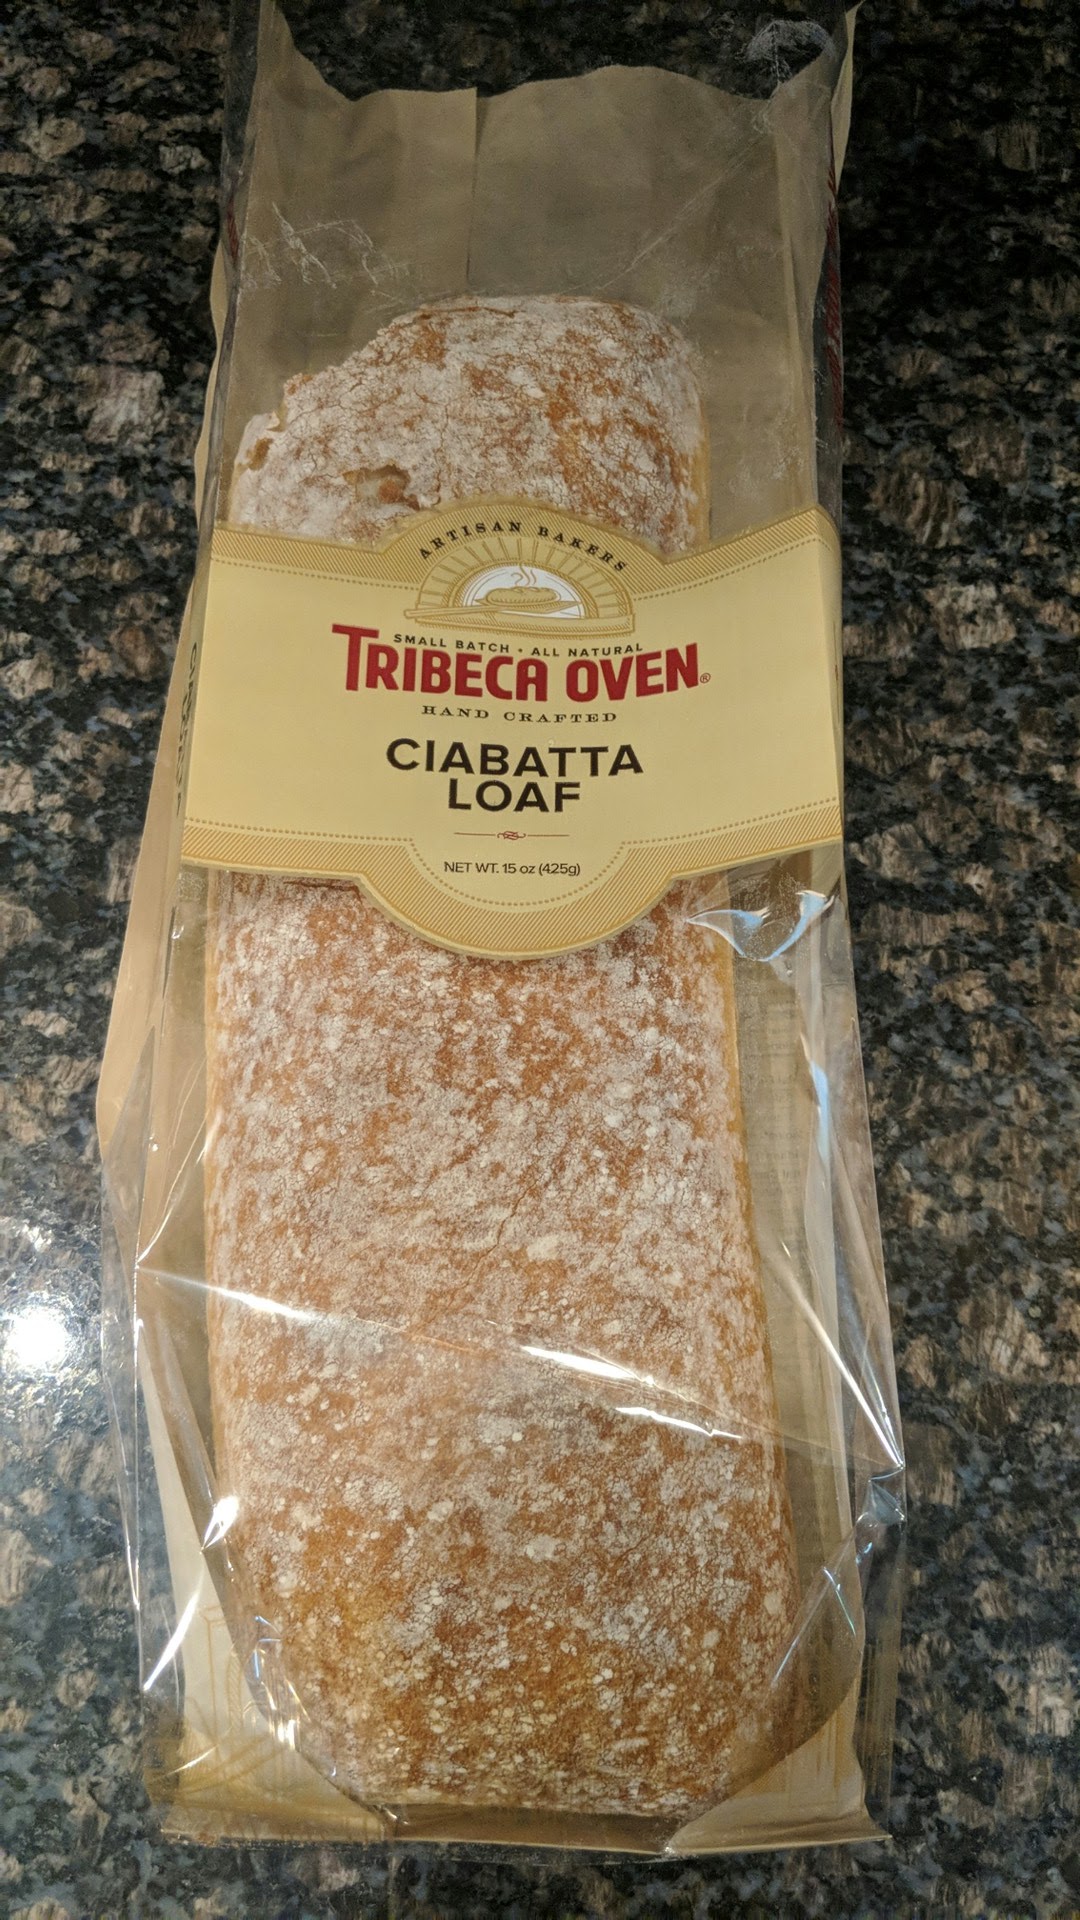 ARTISAN BAKERS
SMALL BATCH • ALL NATURAL
TRIBECA OVEN®
HAND CRAFTED
CIABATTA
LOAF
NET WT. 15 oz (425g)